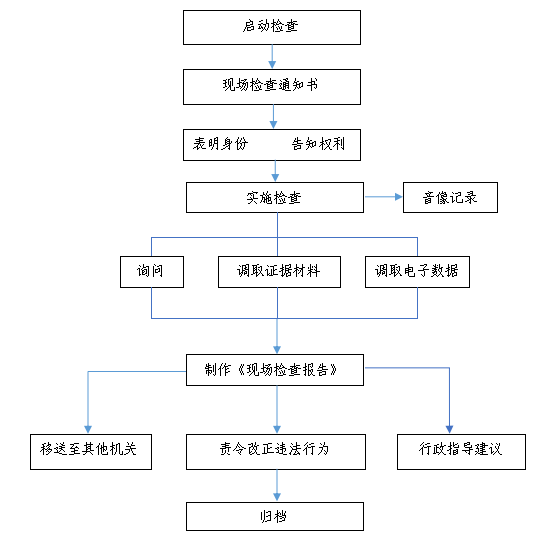 启动检查
现场检查通知书
表明身份 告知权利
实施检查
音像记录
询问
调取证据材料
调取电子数据
制作《现场检查报告》
移送至其他机关
责令改正违法行为
行政指导建议
归档